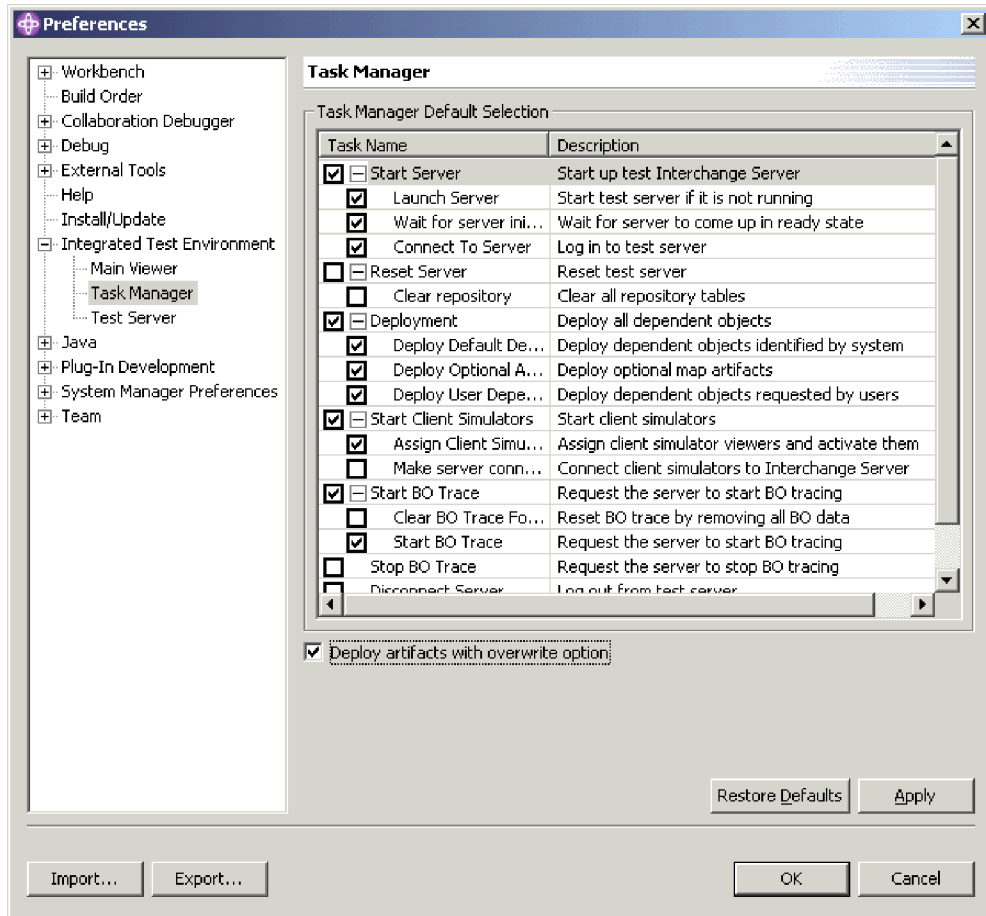 Preferences
Workbench
Build Order
Collaboration Debugger
Debug
External Tools
Help
Install/Update
Integrated Test Environment
Main Viewer
Task Manager
Test Server
Java
Plug-In Development
System Manager Preferences
Team
Task Manager
Task Manager Default Selection
Task Name Description
Start Server Start up test Interchange Server
Launch Server Start test server if it is not running
Wait for server ini... Wait for server to come up in ready state
Connect To Server Log in to test server
Reset Server Reset test server
Clear repository Clear all repository tables
Deployment Deploy all dependent objects
Deploy Default De... Deploy dependent objects identified by system
Deploy Optional A... Deploy optional map artifacts
Deploy User Depe... Deploy dependent objects requested by users
Start Client Simulators Start client simulators
Assign Client Simu... Assign client simulator viewers and activate them
Make server conn... Connect client simulators to Interchange Server
Start BO Trace Request the server to start BO tracing
Clear BO Trace Fo... Reset BO trace by removing all BO data
Start BO Trace Request the server to start BO tracing
Stop BO Trace Request the server to stop BO tracing
Disconnect Server Log out from test server
Deploy artifacts with overwrite option
Restore Defaults Apply
Import... Export... OK Cancel